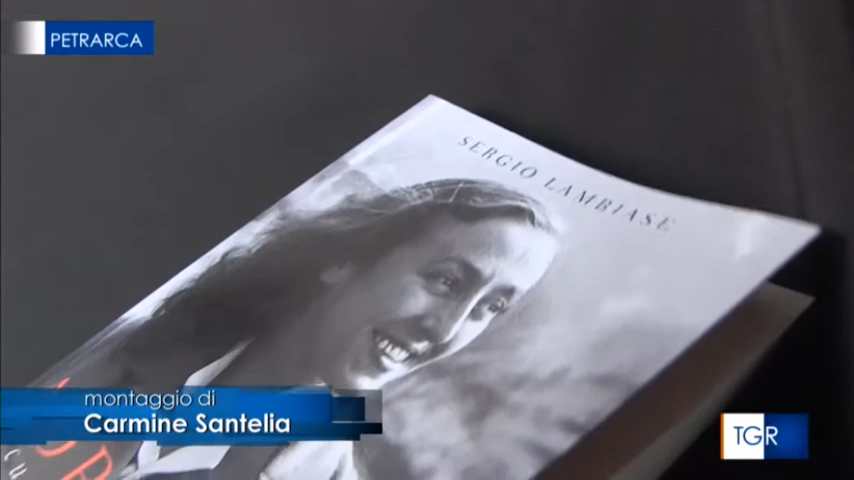 PETRARCA
SERGIO LAMBIASE
montaggio di
Carmine Santelia
TGR